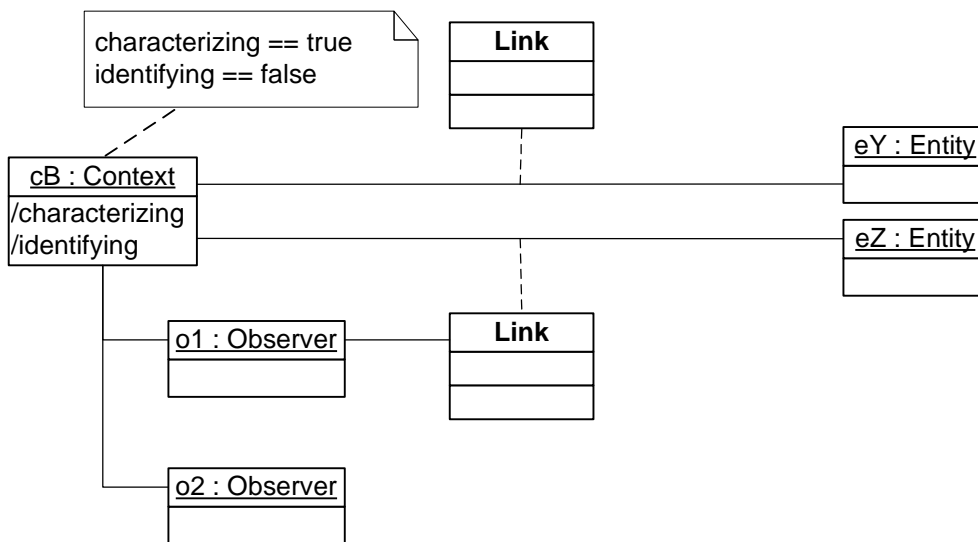 characterizing == true
identifying == false
Link
cB : Context
/characterizing
/identifying
eY : Entity
eZ : Entity
o1 : Observer
Link
o2 : Observer